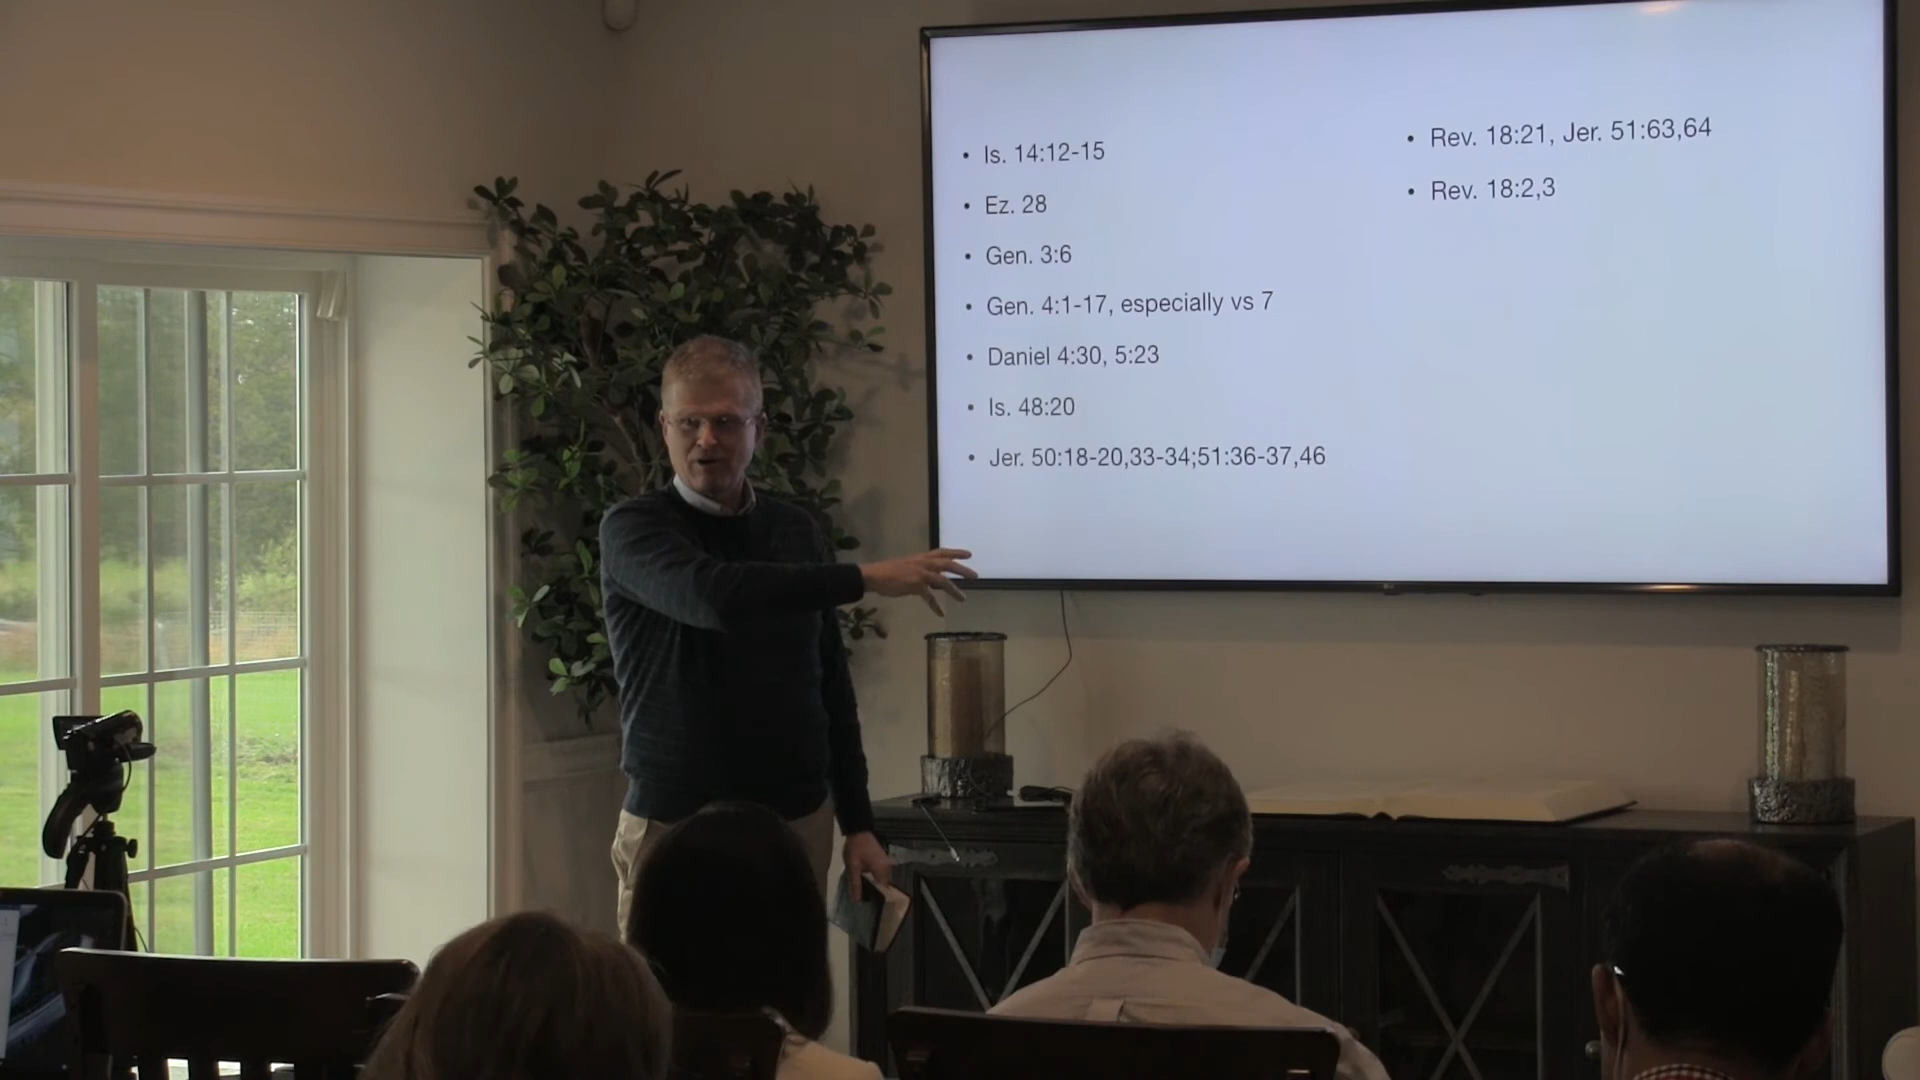 • Is. 14:12-15
• Ez. 28
• Gen. 3:6
• Gen. 4:1-17, especially vs 7
• Daniel 4:30, 5:23
• Is. 48:20
• Jer. 50:18-20,33-34;51:36-37,46
• Rev. 18:21, Jer. 51:63,64
• Rev. 18:2,3